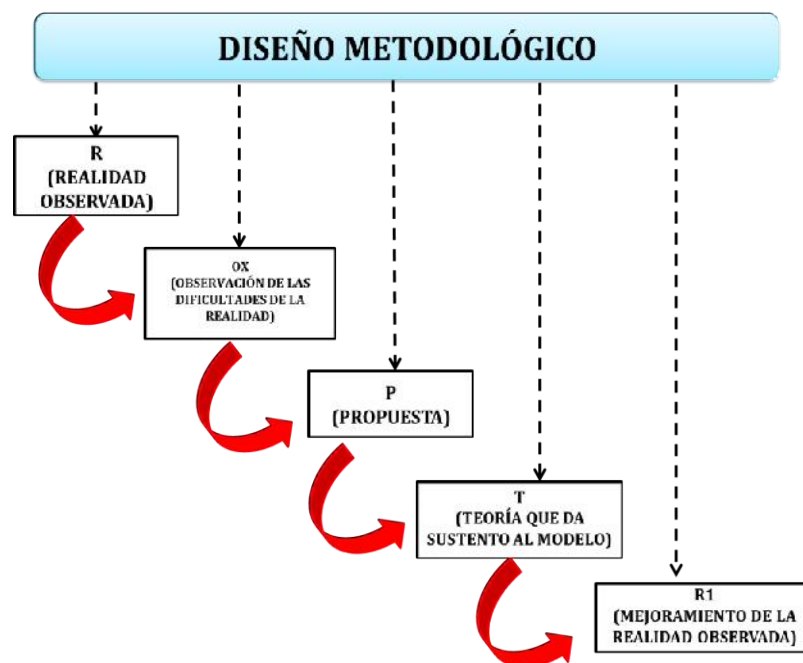 DISEÑO METODOLÓGICO
R
(REALIDAD
OBSERVADA)
OX
(OBSERVACIÓN DE LAS
DIFICULTADES DE LA
REALIDAD)
P
(PROPUESTA)
T
(TEORÍA QUE DA
SUSTENTO AL MODELO)
R1
(MEJORAMIENTO DE LA
REALIDAD OBSERVADA)